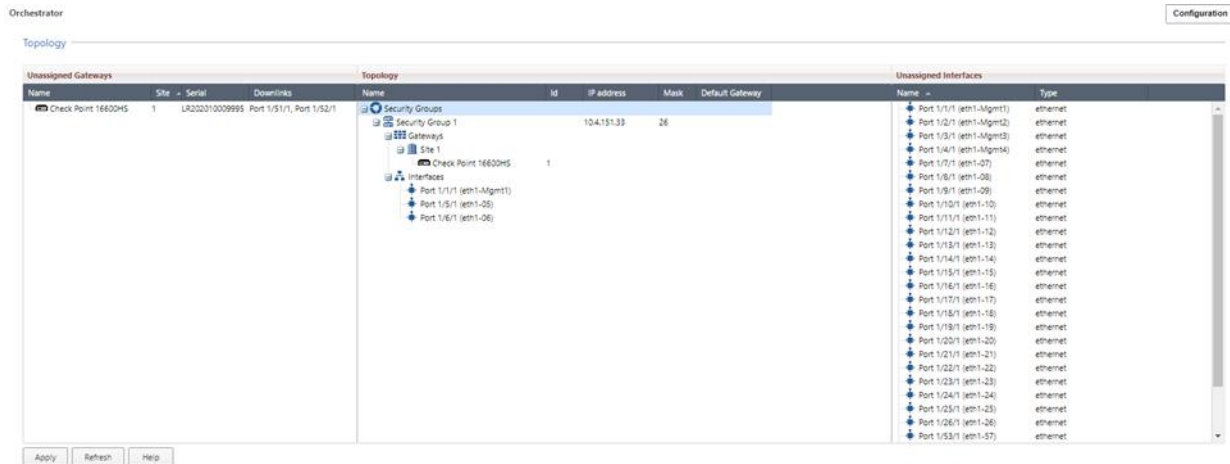 Orchestrator
Configuration
Topology
Unassigned Gateways
Name Site Serial Downlinks
Check Point 16600HS 1 LR202010009995 Port 1/51/1, Port 1/52/1
Topology
Name Id IP address Mask Default Gateway
Security Groups
Security Group 1 10.4.151.33 26
Gateways
Site 1
Check Point 16600HS 1
Interfaces
Port 1/1/1 (eth1-Mgmt1)
Port 1/5/1 (eth1-05)
Port 1/6/1 (eth1-06)
Unassigned Interfaces
Name Type
Port 1/1/1 (eth1-Mgmt1) ethernet
Port 1/2/1 (eth1-Mgmt2) ethernet
Port 1/3/1 (eth1-Mgmt3) ethernet
Port 1/4/1 (eth1-Mgmt4) ethernet
Port 1/7/1 (eth1-07) ethernet
Port 1/8/1 (eth1-08) ethernet
Port 1/9/1 (eth1-09) ethernet
Port 1/10/1 (eth1-10) ethernet
Port 1/11/1 (eth1-11) ethernet
Port 1/12/1 (eth1-12) ethernet
Port 1/13/1 (eth1-13) ethernet
Port 1/14/1 (eth1-14) ethernet
Port 1/15/1 (eth1-15) ethernet
Port 1/16/1 (eth1-16) ethernet
Port 1/17/1 (eth1-17) ethernet
Port 1/18/1 (eth1-18) ethernet
Port 1/19/1 (eth1-19) ethernet
Port 1/20/1 (eth1-20) ethernet
Port 1/21/1 (eth1-21) ethernet
Port 1/22/1 (eth1-22) ethernet
Port 1/23/1 (eth1-23) ethernet
Port 1/24/1 (eth1-24) ethernet
Port 1/25/1 (eth1-25) ethernet
Port 1/26/1 (eth1-26) ethernet
Port 1/53/1 (eth1-57) ethernet
Apply Refresh Help